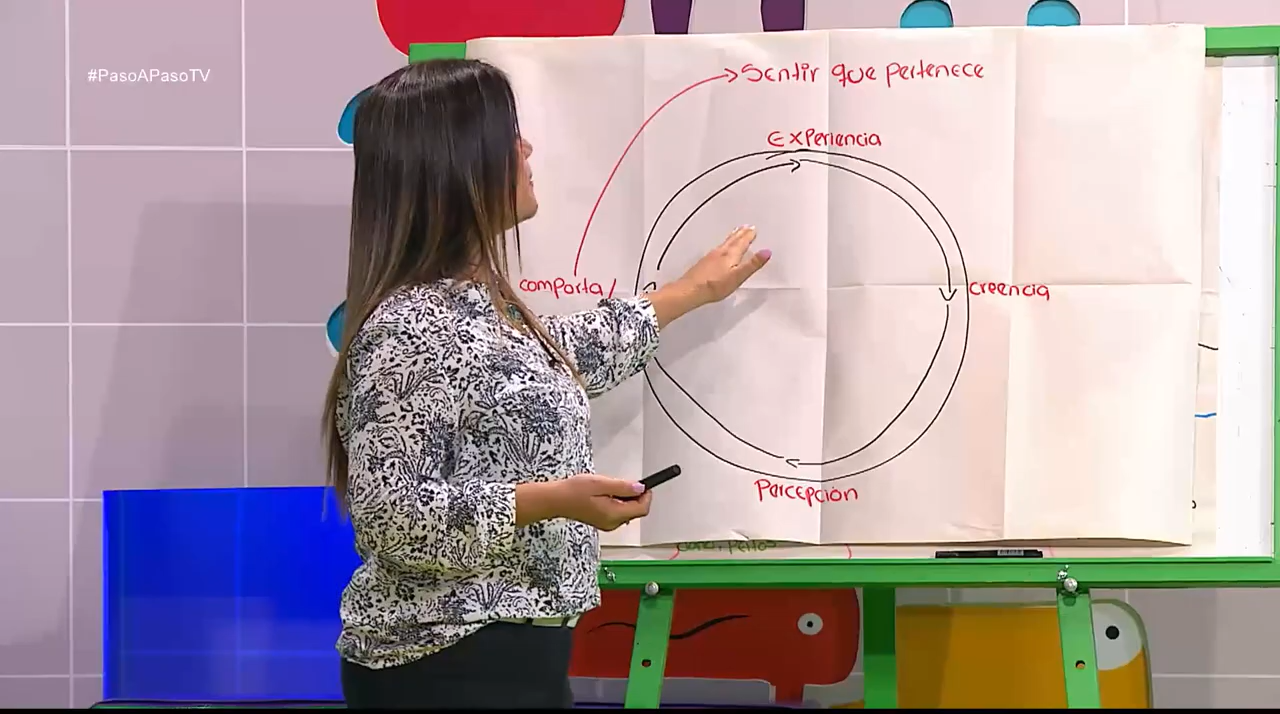 #PasoAPasoTV
Sentir que pertenece
Experiencia
comporta/
creencia
Percepción